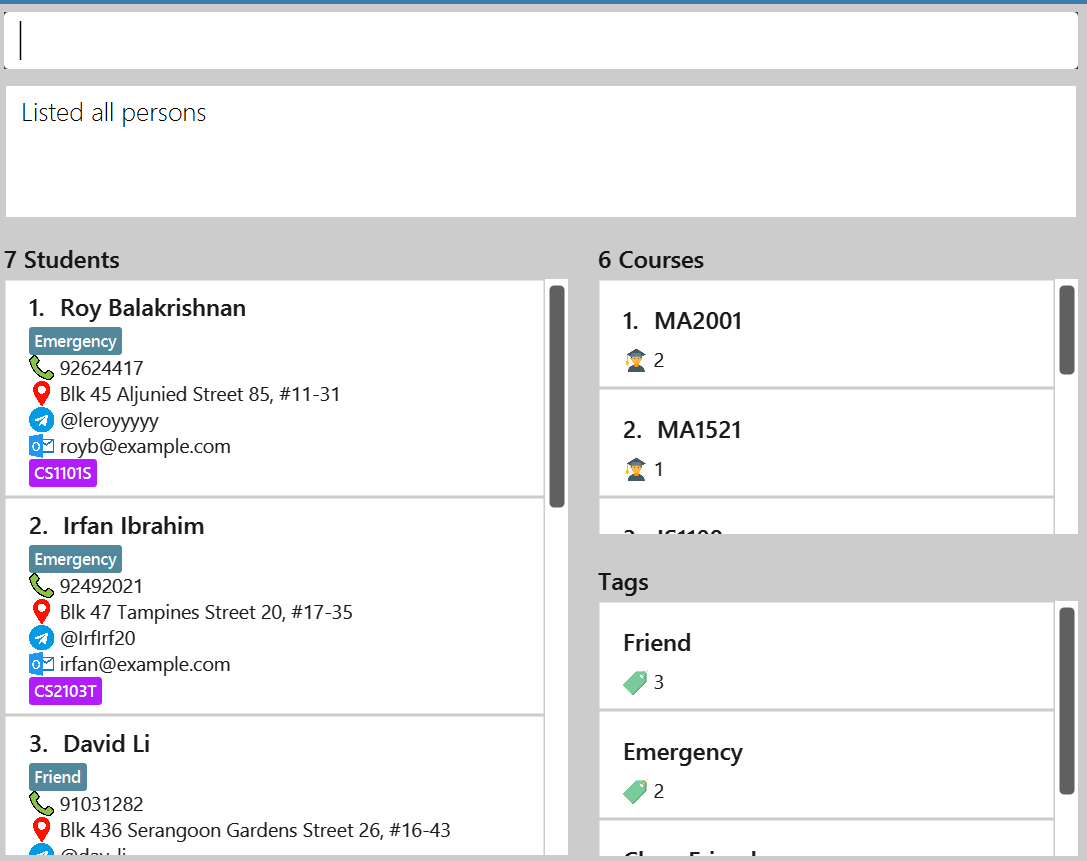 Listed all persons
7 Students
1. Roy Balakrishnan
Emergency
92624417
Blk 45 Aljunied Street 85, #11-31
@leroyyyyy
royb@example.com
CS1101S
2. Irfan Ibrahim
Emergency
92492021
Blk 47 Tampines Street 20, #17-35
@IrfIrf20
irfan@example.com
CS2103T
3. David Li
Friend
91031282
Blk 436 Serangoon Gardens Street 26, #16-43
6 Courses
1. MA2001
2
2. MA1521
1
Tags
Friend
3
Emergency
2